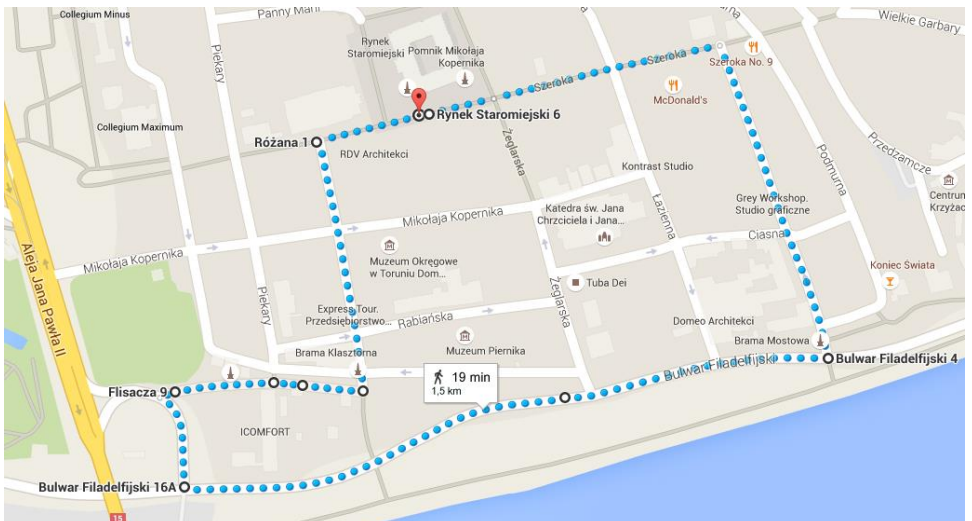 Collegium Minus
Panny Marii
Piekary
Rynek
Staromiejski
Pomnik Mikołaja
Kopernika
Szeroka
Szeroka
Szeroka No. 9
Wielkie Garbary
McDonald's
Rynek Staromiejski 6
Collegium Maximum
Różana 1
RDV Architekci
Żeglarska
Kontrast Studio
Podmurna
Przedzamcze
Centrum
Krzyżac
Mikołaja Kopernika
Katedra św. Jana
Chrzciciela i Jana...
Łazienna
Grey Workshop.
Studio graficzne
Ciasna
Mikołaja Kopernika
Muzeum Okręgowe
w Toruniu Dom...
Koniec Świata
Aleja Jana Pawła II
Piekary
Tuba Dei
Żeglarska
Express Tour.
Przedsiębiorstwo...
Rabiańska
Domeo Architekci
Brama Klasztorna
Muzeum Piernika
Brama Mostowa
Bulwar Filadelfijski
Bulwar Filadelfijski 4
19 min
1,5 km
Flisacza 9
ICOMFORT
Bulwar Filadelfijski 16A
15